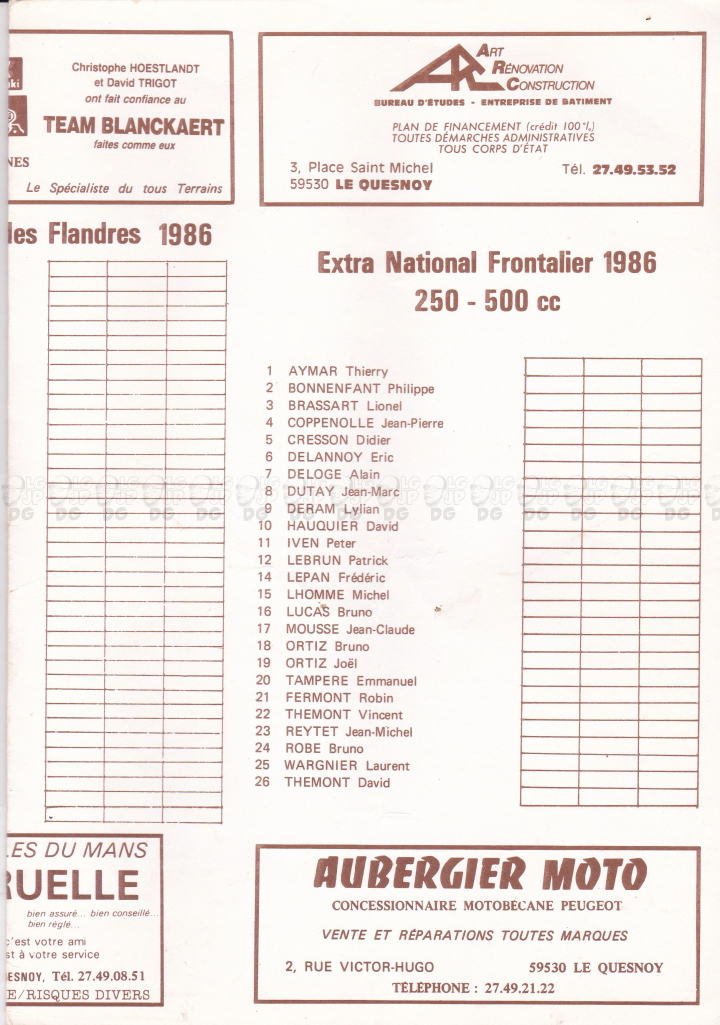 Christophe HOESTLANDT
et David TRIGOT
ont fait confiance au
TEAM BLANCKAERT
faites comme eux
Le Spécialiste du tous Terrains
ART
RÉNOVATION
CONSTRUCTION
BUREAU D'ÉTUDES - ENTREPRISE DE BATIMENT
PLAN DE FINANCEMENT (crédit 100 %)
TOUTES DÉMARCHES ADMINISTRATIVES
TOUS CORPS D'ÉTAT
3, Place Saint Michel Tél. 27.49.53.52
59530 LE QUESNOY
des Flandres 1986
Extra National Frontalier 1986
250 - 500 cc
1 AYMAR Thierry
2 BONNENFANT Philippe
3 BRASSART Lionel
4 COPPENOLLE Jean-Pierre
5 CRESSON Didier
6 DELANNOY Eric
7 DELOGE Alain
8 DUTAY Jean-Marc
9 DERAM Lylian
10 HAUQUIER David
11 IVEN Peter
12 LEBRUN Patrick
14 LEPAN Frédéric
15 LHOMME Michel
16 LUCAS Bruno
17 MOUSSE Jean-Claude
18 ORTIZ Bruno
19 ORTIZ Joël
20 TAMPERE Emmanuel
21 FERMONT Robin
22 THEMONT Vincent
23 REYTET Jean-Michel
24 ROBE Bruno
25 WARGNIER Laurent
26 THEMONT David
LES DU MANS
RUELLE
bien assuré... bien conseillé...
bien réglé...
c'est votre ami
st à votre service
ESNOY, Tél. 27.49.08.51
E/RISQUES DIVERS
AUBERGIER MOTO
CONCESSIONNAIRE MOTOBÉCANE PEUGEOT
VENTE ET RÉPARATIONS TOUTES MARQUES
2, RUE VICTOR-HUGO 59530 LE QUESNOY
TÉLÉPHONE : 27.49.21.22